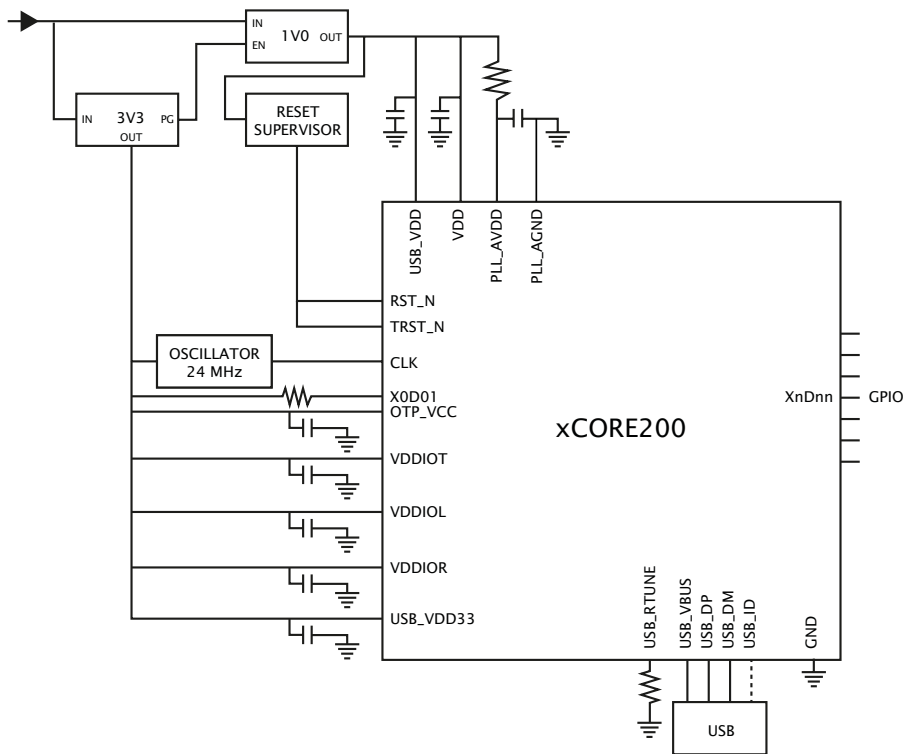 IN
EN
1V0
OUT
IN
3V3
PG
OUT
RESET
SUPERVISOR
USB_VDD
VDD
PLL_AVDD
PLL_AGND
RST_N
TRST_N
OSCILLATOR
24 MHz
CLK
X0D01
OTP_VCC
VDDIOT
VDDIOL
VDDIOR
USB_VDD33
xCORE200
XnDnn
GPIO
USB_RTUNE
USB_VBUS
USB_DP
USB_DM
USB_ID
GND
USB